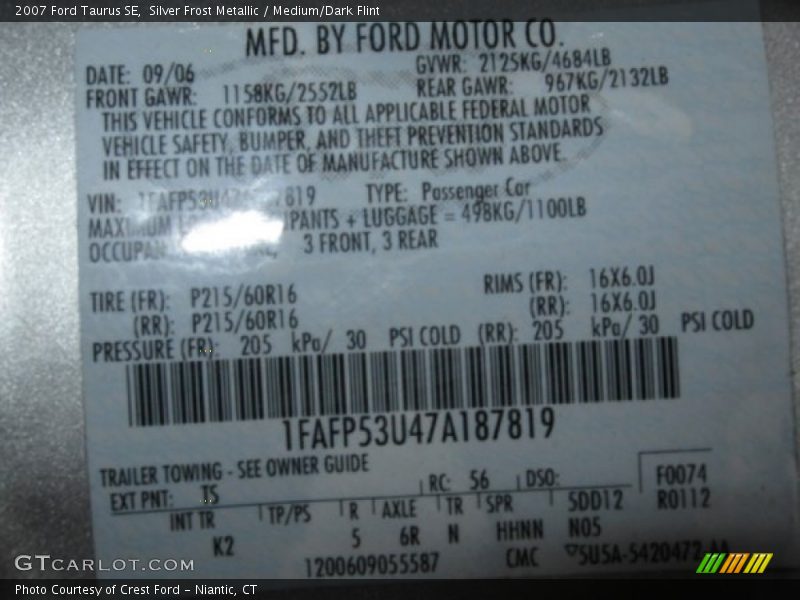 2007 Ford Taurus SE, Silver Frost Metallic / Medium/Dark Flint
MFD. BY FORD MOTOR CO.
DATE: 09/06 GVWR: 2125KG/4684LB
FRONT GAWR: 1158KG/2552LB REAR GAWR: 967KG/2132LB
THIS VEHICLE CONFORMS TO ALL APPLICABLE FEDERAL MOTOR
VEHICLE SAFETY, BUMPER, AND THEFT PREVENTION STANDARDS
IN EFFECT ON THE DATE OF MANUFACTURE SHOWN ABOVE.
VIN: TYPE: Passenger Car
MAXIMUM + LUGGAGE = 498KG/1100LB
3 FRONT, 3 REAR
TIRE (FR): P215/60R16 RIMS (FR): 16X6.0J
(RR): P215/60R16 (RR): 16X6.0J
PRESSURE (FR): 205 kPa/ 30 PSI COLD (RR): 205 kPa/ 30 PSI COLD
1FAFP53U47A187819
TRAILER TOWING - SEE OWNER GUIDE
EXT PNT: TS RC: 56 DSO: F0074
INT TR TP/PS R AXLE TR SPR 5DD12 R0112
K2 5 6R N HHNN N05
1200609055587 CMC
GTCARLOT.COM
Photo Courtesy of Crest Ford - Niantic, CT